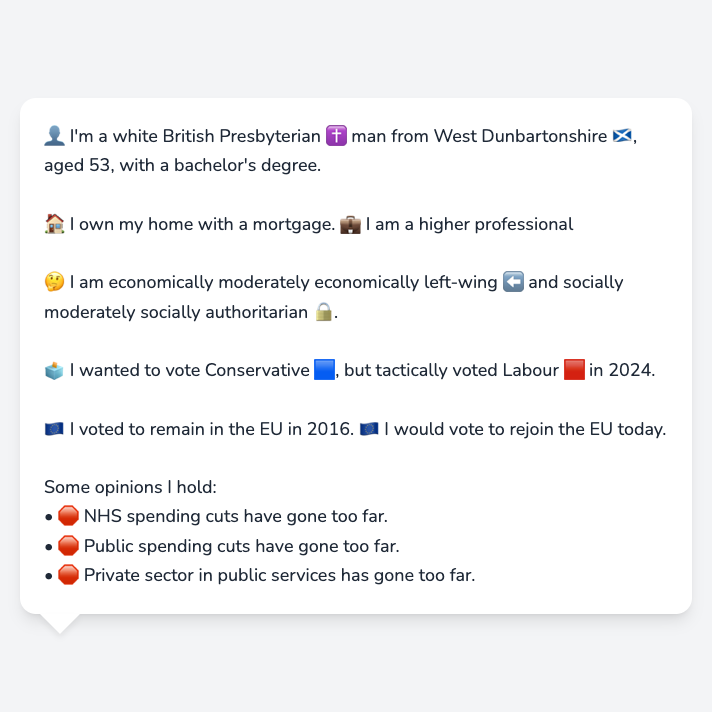 👤 I'm a white British Presbyterian ✝️ man from West Dunbartonshire 🏴󠁧󠁢󠁳󠁣󠁴󠁿,
aged 53, with a bachelor's degree.
🏠 I own my home with a mortgage. 💼 I am a higher professional
🤔 I am economically moderately economically left-wing ⬅️ and socially
moderately socially authoritarian 🔒.
🗳️ I wanted to vote Conservative 🟦, but tactically voted Labour 🟥 in 2024.
🇪🇺 I voted to remain in the EU in 2016. 🇪🇺 I would vote to rejoin the EU today.
Some opinions I hold:
• 🛑 NHS spending cuts have gone too far.
• 🛑 Public spending cuts have gone too far.
• 🛑 Private sector in public services has gone too far.